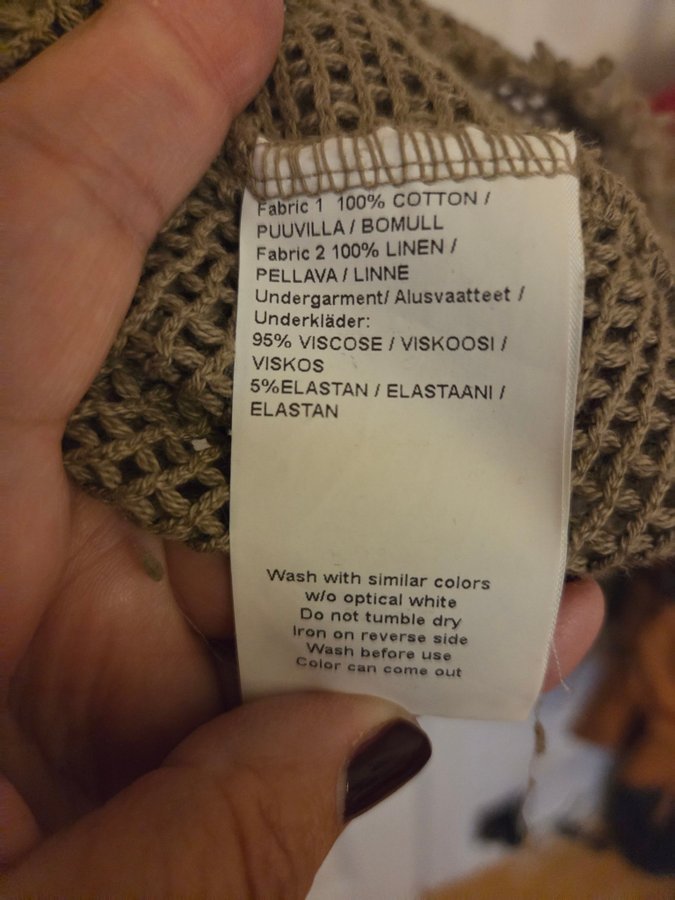 Fabric 1 100% COTTON /
PUUVILLA / BOMULL
Fabric 2 100% LINEN /
PELLAVA / LINNE
Undergarment/ Alusvaatteet /
Underkläder:
95% VISCOSE / VISKOOSI /
VISKOS
5%ELASTAN / ELASTAANI /
ELASTAN
Wash with similar colors
w/o optical white
Do not tumble dry
Iron on reverse side
Wash before use
Color can come out